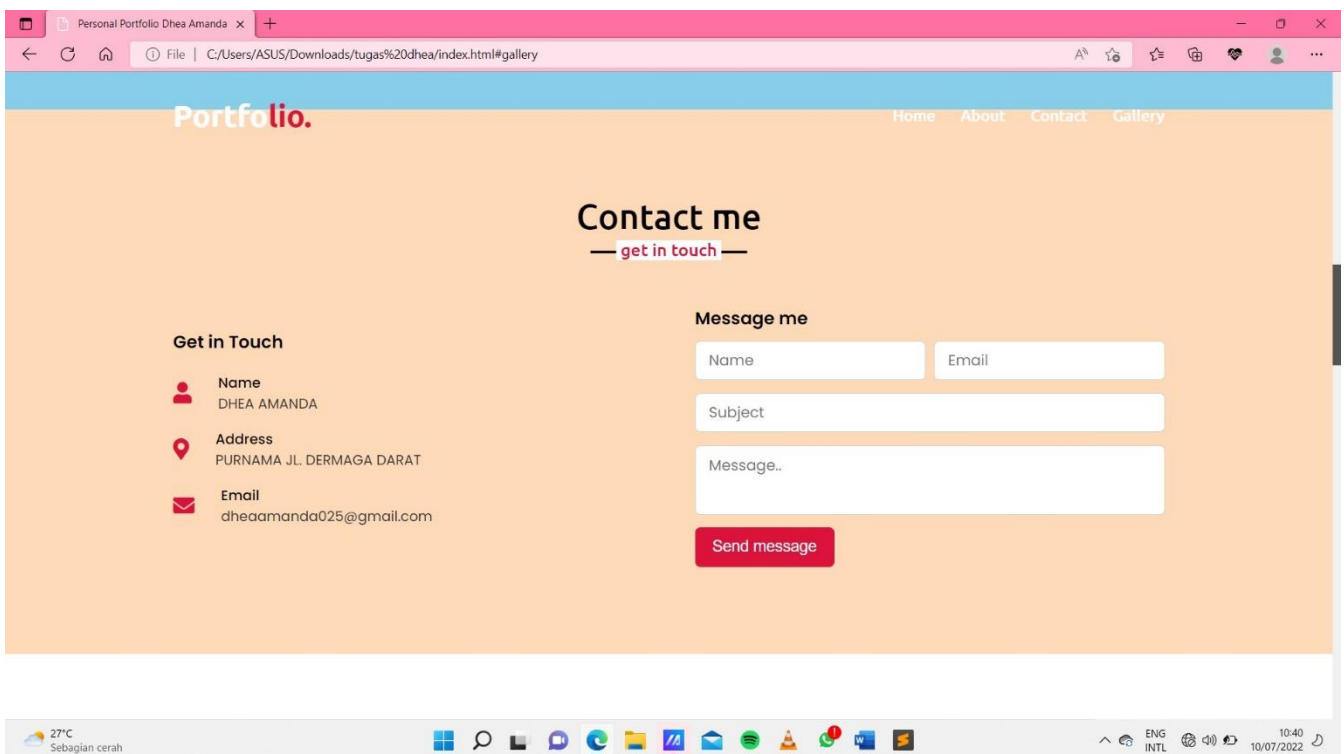 Personal Portfolio Dhea Amanda
File | C:/Users/ASUS/Downloads/tugas%20dhea/index.html#gallery
Portfolio.
Home About Contact Gallery
Contact me
get in touch
Get in Touch
Name
DHEA AMANDA
Address
PURNAMA JL. DERMAGA DARAT
Email
dheaamanda025@gmail.com
Message me
Name
Email
Subject
Message..
Send message
27°C
Sebagian cerah
ENG
INTL
10:40
10/07/2022